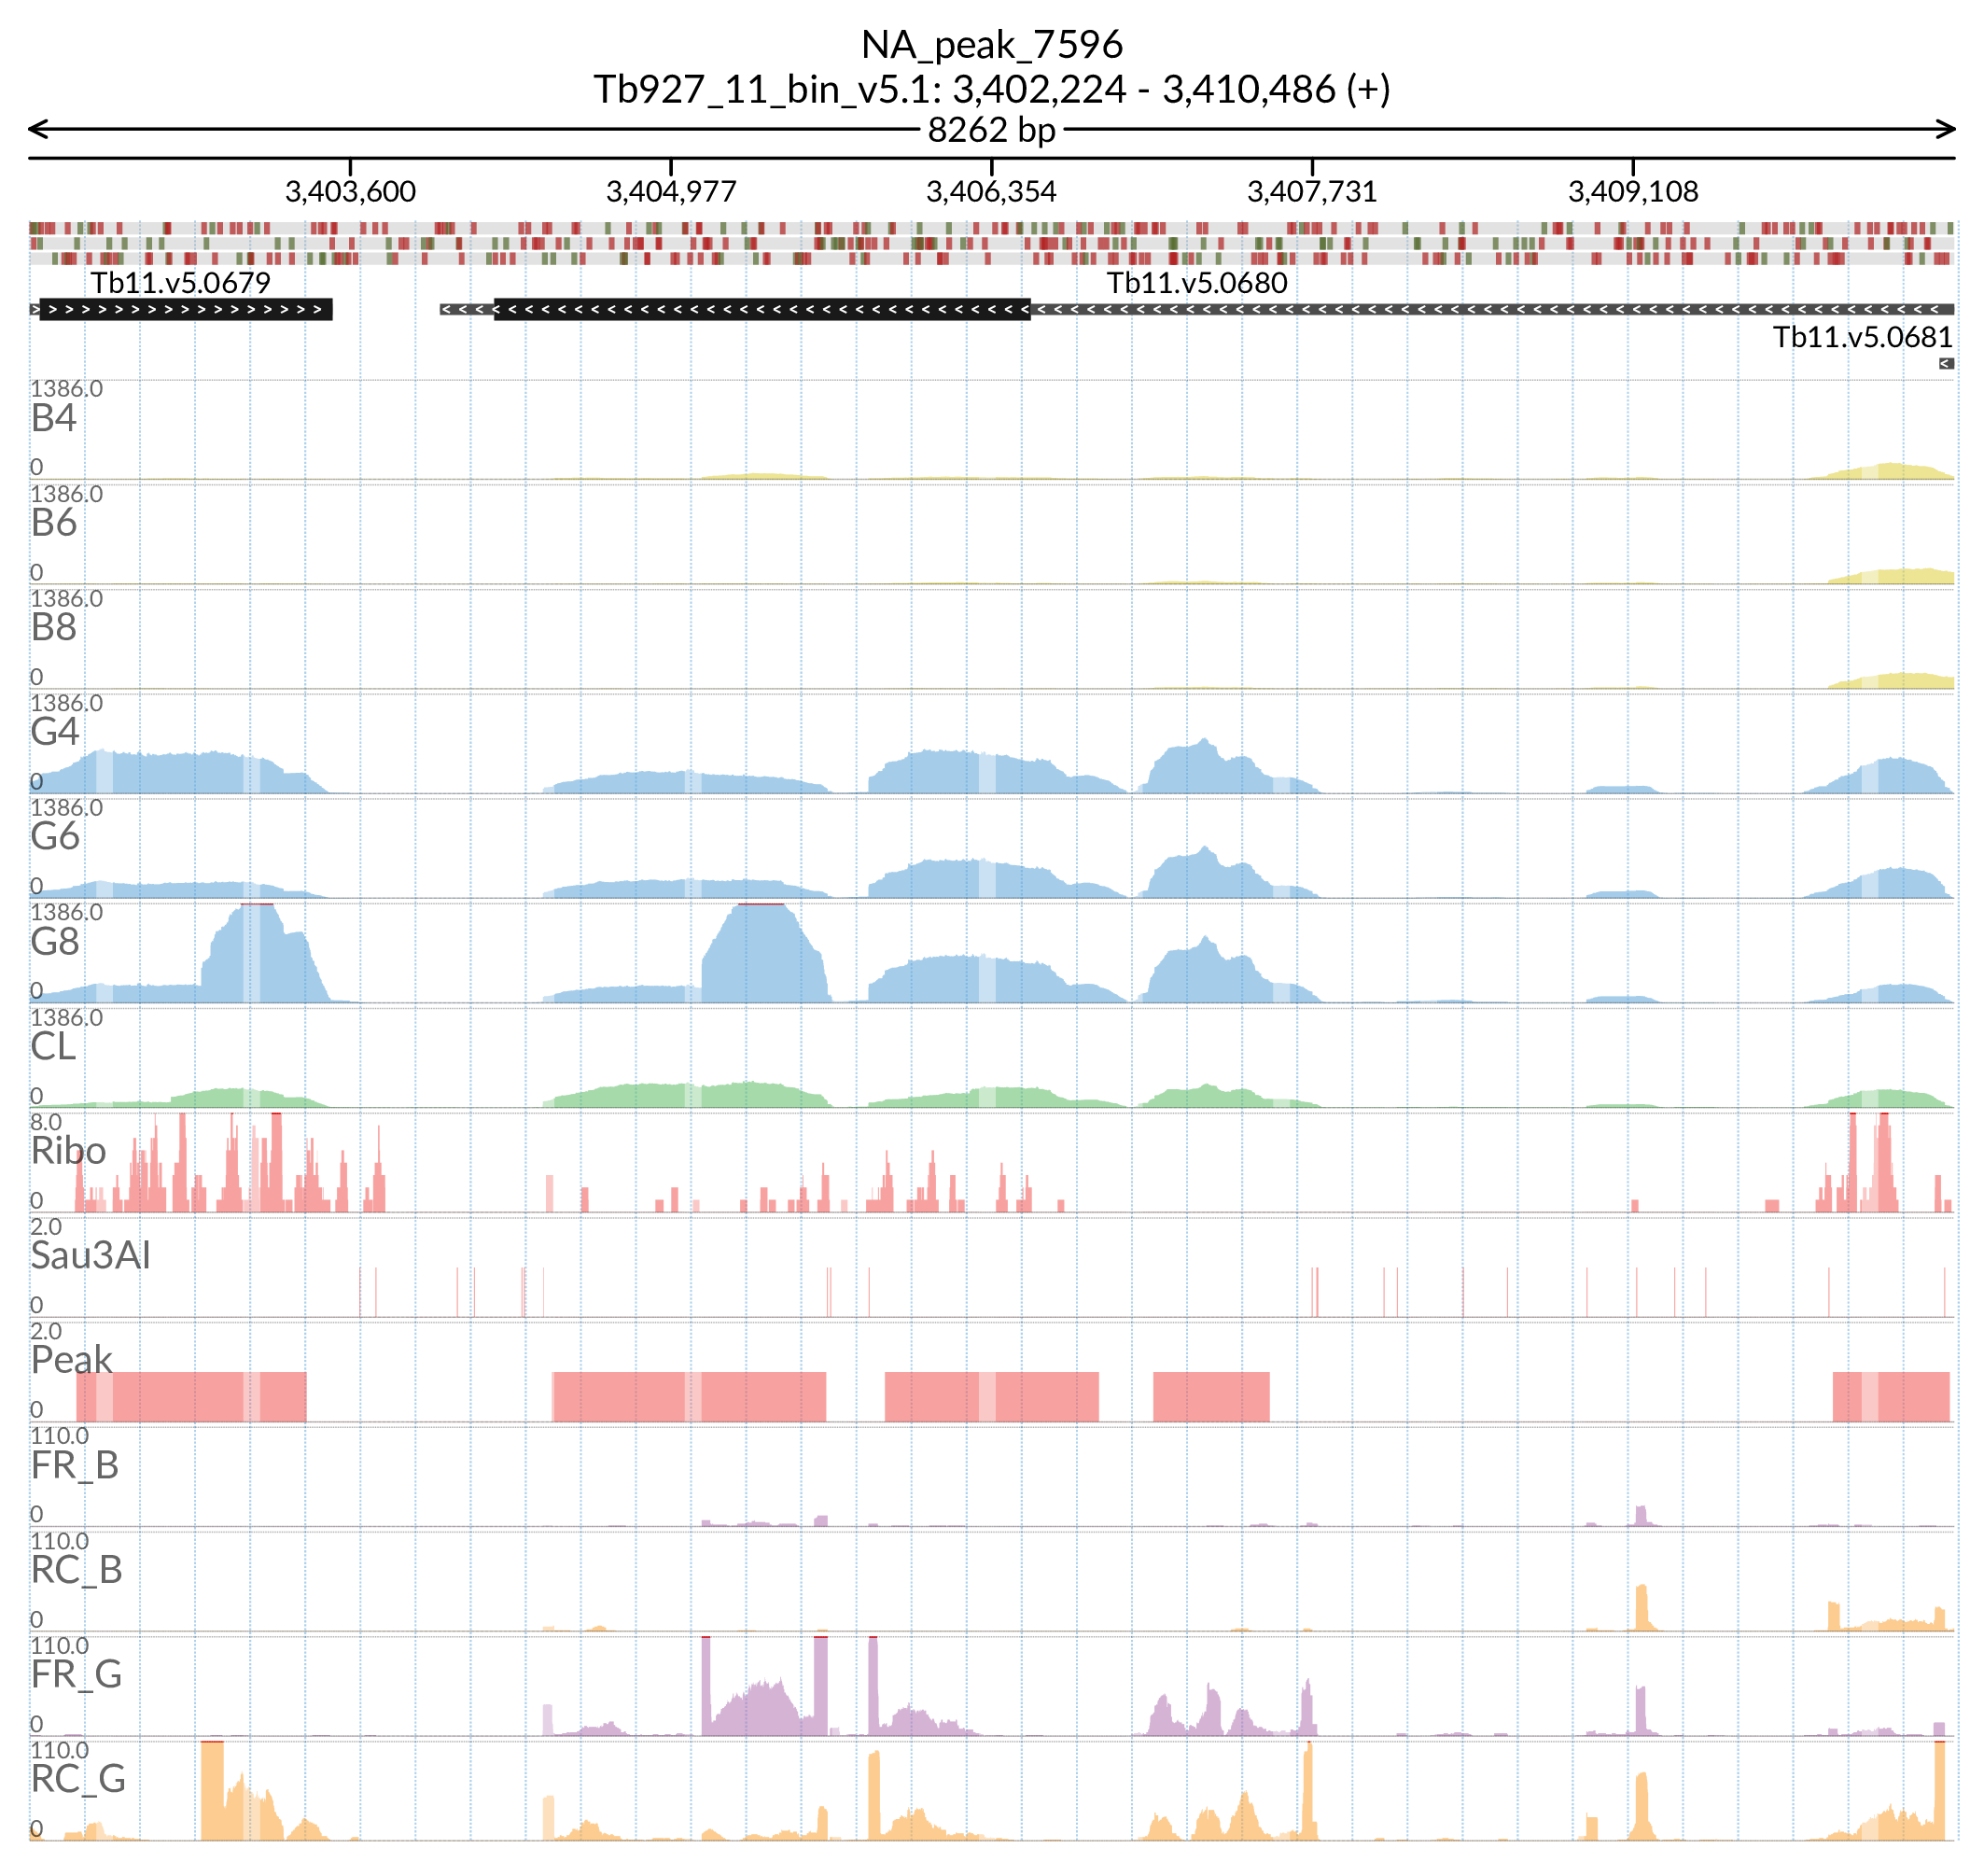 NA_peak_7596
Tb927_11_bin_v5.1: 3,402,224 - 3,410,486 (+)
8262 bp
3,403,600 3,404,977 3,406,354 3,407,731 3,409,108
Tb11.v5.0679 Tb11.v5.0680
Tb11.v5.0681
1386.0
B4
0
1386.0
B6
0
1386.0
B8
0
1386.0
G4
0
1386.0
G6
0
1386.0
G8
0
1386.0
CL
0
8.0
Ribo
0
2.0
Sau3AI
0
2.0
Peak
0
110.0
FR_B
0
110.0
RC_B
0
110.0
FR_G
0
110.0
RC_G
0